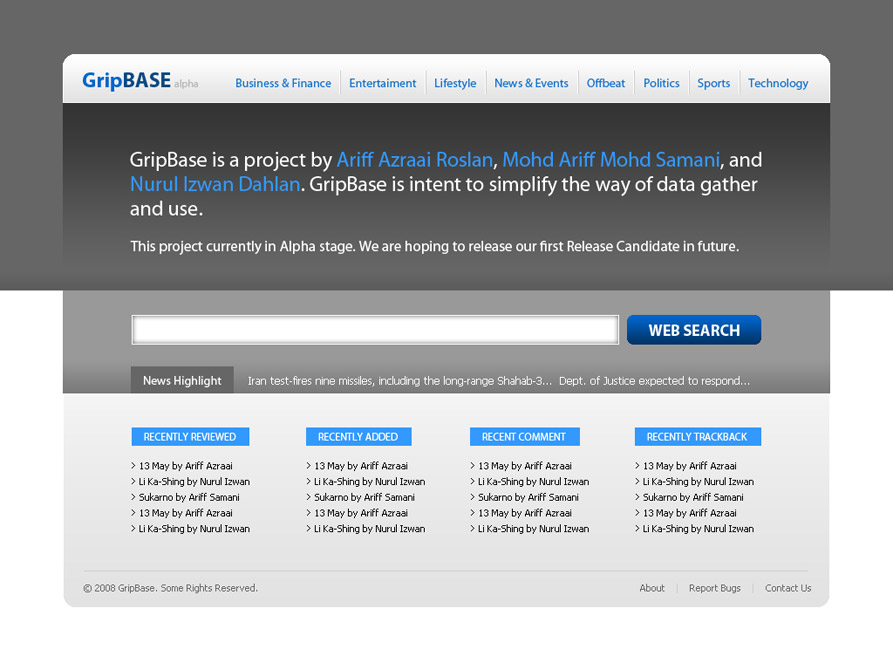 GripBASE alpha Business & Finance Entertaiment Lifestyle News & Events Offbeat Politics Sports Technology
GripBase is a project by Ariff Azraai Roslan, Mohd Ariff Mohd Samani, and
Nurul Izwan Dahlan. GripBase is intent to simplify the way of data gather
and use.
This project currently in Alpha stage. We are hoping to release our first Release Candidate in future.
WEB SEARCH
News Highlight Iran test-fires nine missiles, including the long-range Shahab-3... Dept. of Justice expected to respond...
RECENTLY REVIEWED
> 13 May by Ariff Azraai
> Li Ka-Shing by Nurul Izwan
> Sukarno by Ariff Samani
> 13 May by Ariff Azraai
> Li Ka-Shing by Nurul Izwan
RECENTLY ADDED
> 13 May by Ariff Azraai
> Li Ka-Shing by Nurul Izwan
> Sukarno by Ariff Samani
> 13 May by Ariff Azraai
> Li Ka-Shing by Nurul Izwan
RECENT COMMENT
> 13 May by Ariff Azraai
> Li Ka-Shing by Nurul Izwan
> Sukarno by Ariff Samani
> 13 May by Ariff Azraai
> Li Ka-Shing by Nurul Izwan
RECENTLY TRACKBACK
> 13 May by Ariff Azraai
> Li Ka-Shing by Nurul Izwan
> Sukarno by Ariff Samani
> 13 May by Ariff Azraai
> Li Ka-Shing by Nurul Izwan
© 2008 GripBase. Some Rights Reserved. About | Report Bugs | Contact Us